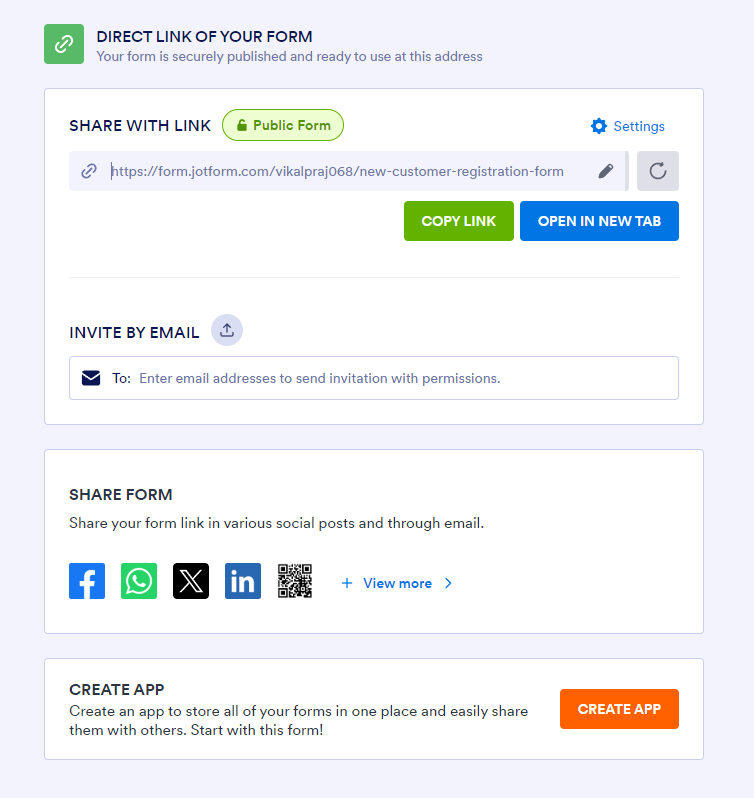 DIRECT LINK OF YOUR FORM
Your form is securely published and ready to use at this address
SHARE WITH LINK
Public Form
Settings
https://form.jotform.com/vikalpraj068/new-customer-registration-form
COPY LINK
OPEN IN NEW TAB
INVITE BY EMAIL
To: Enter email addresses to send invitation with permissions.
SHARE FORM
Share your form link in various social posts and through email.
+ View more
CREATE APP
Create an app to store all of your forms in one place and easily share
them with others. Start with this form!
CREATE APP